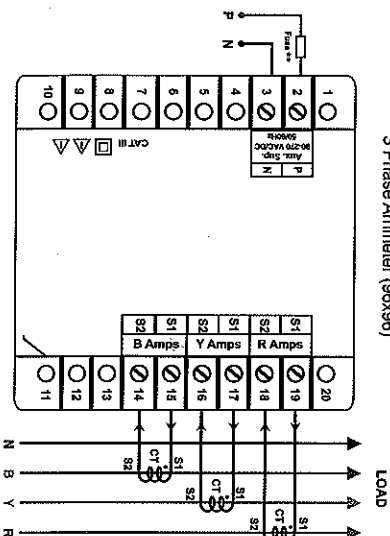 3 Phase Ammeter (96x96)
P
N
Fuse **
10 9 8 7 6 5 4 3 2 1
CAT III
Aux. Sup.
90-270 VAC/DC
50/60Hz
N P
S2 S1 S2 S1 S2 S1
B Amps Y Amps R Amps
11 12 13 14 15 16 17 18 19 20
S2 CT S1
S2 CT S1
S2 CT S1
N
B
Y
R
LOAD